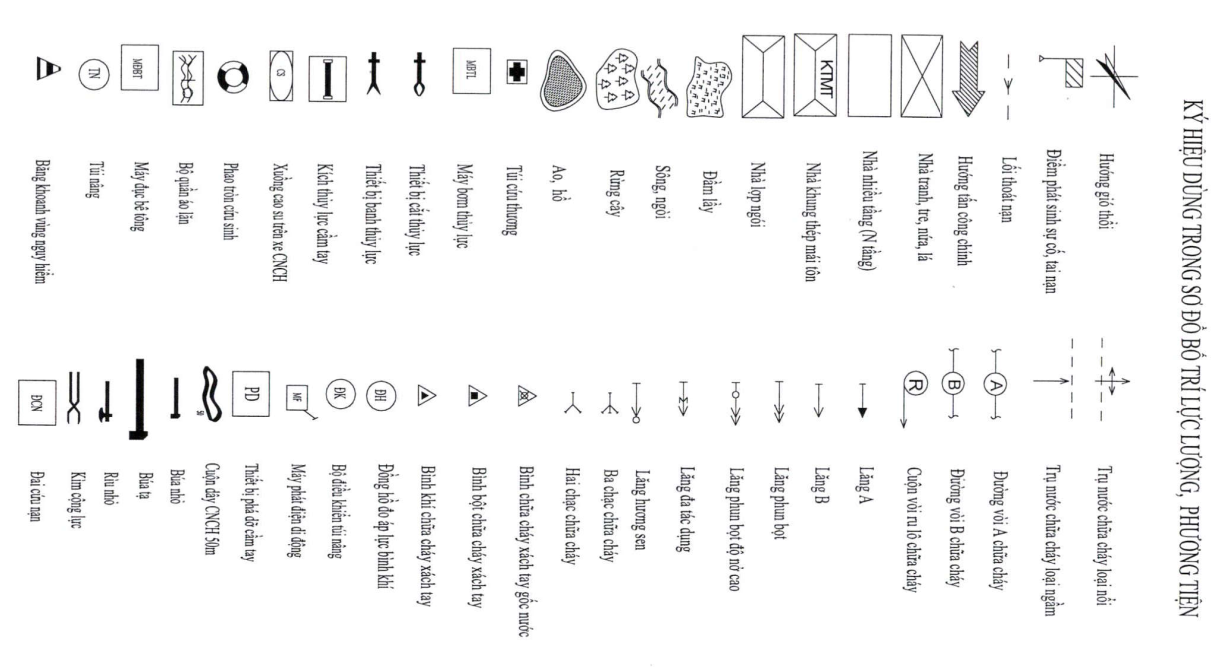 KÝ HIỆU DÙNG TRONG SƠ ĐỒ BỐ TRÍ LỰC LƯỢNG, PHƯƠNG TIỆN
Hướng gió thổi
Điểm phát sinh sự cố, tai nạn
Lối thoát nạn
Hướng tấn công chính
Nhà tranh, tre, nứa, lá
Nhà nhiều tầng (N tầng)
KTMT
Nhà khung thép mái tôn
Nhà lợp ngói
Đầm lầy
Sông, ngòi
Rừng cây
Ao, hồ
Túi cứu thương
MBTL
Máy bơm thủy lực
Thiết bị cắt thủy lực
Thiết bị banh thủy lực
Kích thủy lực cầm tay
CS
Xuồng cao su trên xe CNCH
Phao tròn cứu sinh
Bộ quần áo lặn
MĐBT
Máy đục bê tông
TN
Túi nâng
Băng khoanh vùng nguy hiểm
Trụ nước chữa cháy loại nổi
Trụ nước chữa cháy loại ngầm
A
Đường vòi A chữa cháy
B
Đường vòi B chữa cháy
R
Cuộn vòi ru lô chữa cháy
Lăng A
Lăng B
Lăng phun bọt
Lăng phun bọt độ nở cao
Lăng đa tác dụng
Lăng hương sen
Ba chạc chữa cháy
Hai chạc chữa cháy
Bình chữa cháy xách tay gốc nước
Bình bột chữa cháy xách tay
Bình khí chữa cháy xách tay
ĐH
Đồng hồ đo áp lực bình khí
ĐK
Bộ điều khiển túi nâng
MF
Máy phát điện di động
PD
Thiết bị phá dỡ cầm tay
50
Cuộn dây CNCH 50m
Búa nhỏ
Búa tạ
Rìu nhỏ
Kìm cộng lực
ĐCN
Đai cứu nạn